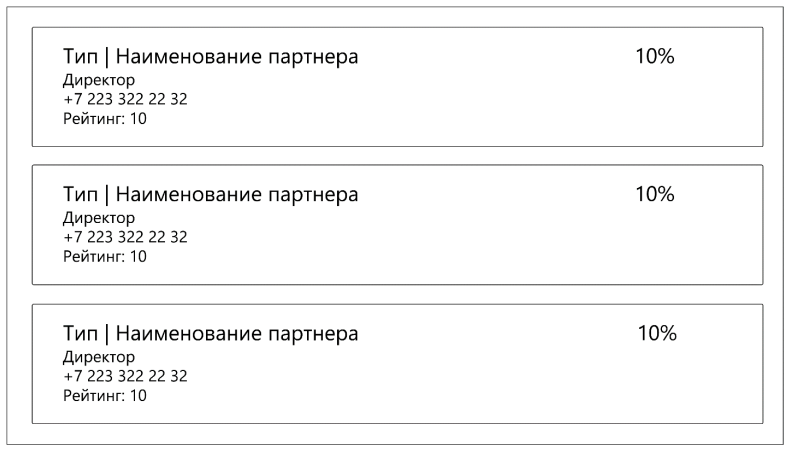 Тип | Наименование партнера 10%
Директор
+7 223 322 22 32
Рейтинг: 10
Тип | Наименование партнера 10%
Директор
+7 223 322 22 32
Рейтинг: 10
Тип | Наименование партнера 10%
Директор
+7 223 322 22 32
Рейтинг: 10